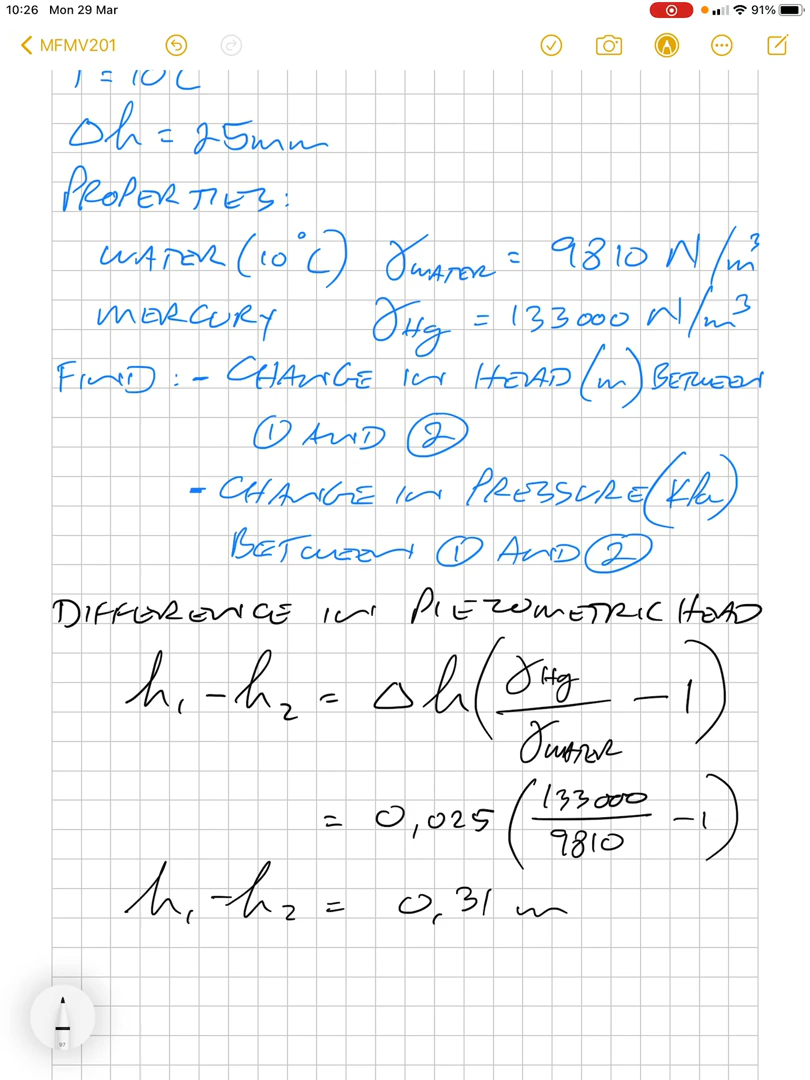 10:26 Mon 29 Mar
91%
MFMV201
T = 10°C
Δh = 25mm
PROPERTIES:
WATER (10°C) γWATER = 9810 N/m³
MERCURY γHg = 133000 N/m³
FIND : - CHANGE IN HEAD (m) BETWEEN
① AND ②
- CHANGE IN PRESSURE (kPa)
BETWEEN ① AND ②
DIFFERENCE IN PIEZOMETRIC HEAD
h₁ - h₂ = Δh(γHg/γWATER - 1)
= 0,025 (133000/9810 - 1)
h₁ - h₂ = 0,31 m
97